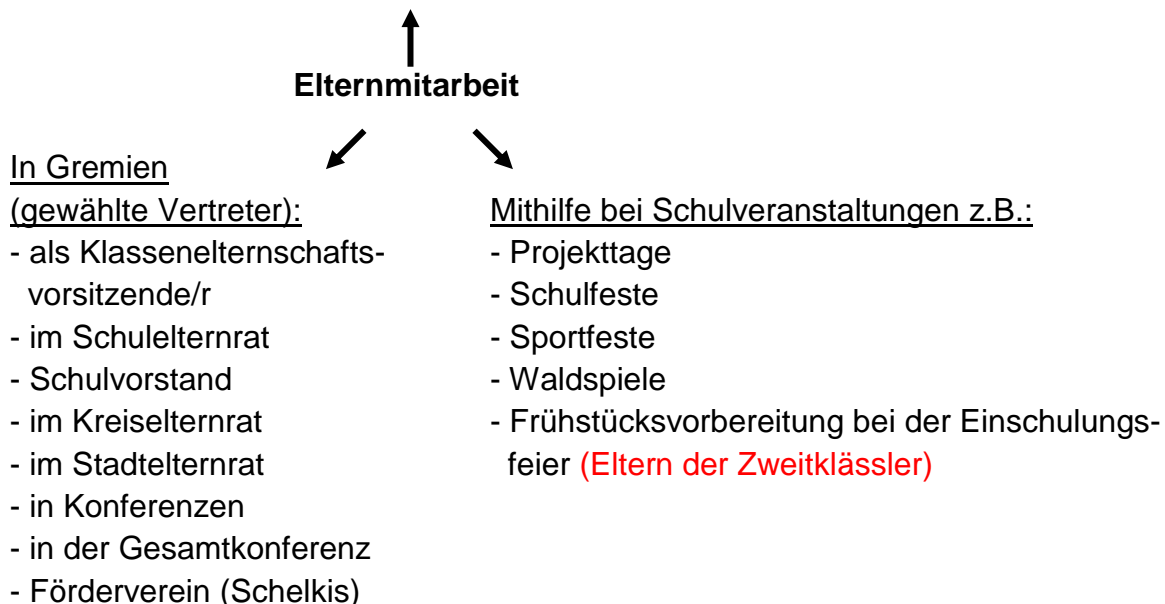 Elternmitarbeit
In Gremien
(gewählte Vertreter):
- als Klassenelternschafts-
vorsitzende/r
- im Schulelternrat
- Schulvorstand
- im Kreiselternrat
- im Stadtelternrat
- in Konferenzen
- in der Gesamtkonferenz
- Förderverein (Schelkis)
Mithilfe bei Schulveranstaltungen z.B.:
- Projekttage
- Schulfeste
- Sportfeste
- Waldspiele
- Frühstücksvorbereitung bei der Einschulungs-
feier (Eltern der Zweitklässler)